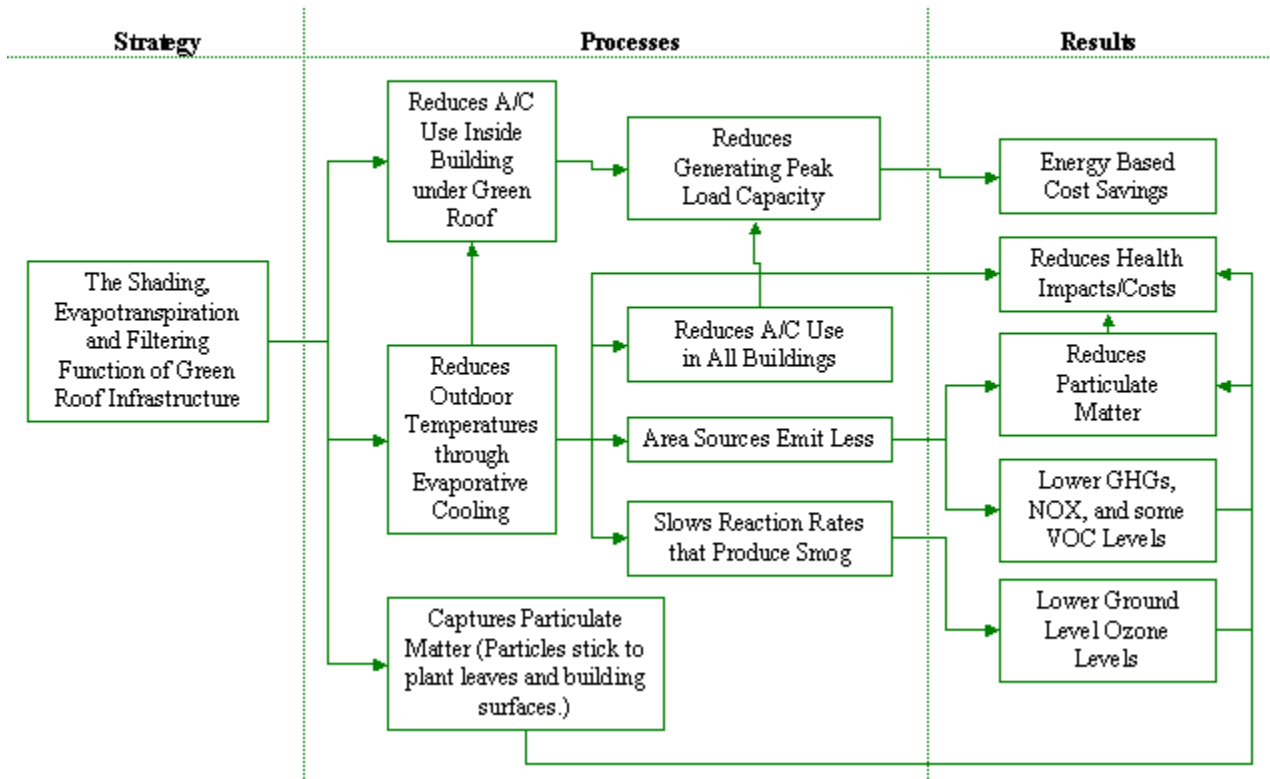 Strategy
Processes
Results
The Shading,
Evapotranspiration
and Filtering
Function of Green
Roof Infrastructure
Reduces A/C
Use Inside
Building
under Green
Roof
Reduces
Outdoor
Temperatures
through
Evaporative
Cooling
Captures Particulate
Matter (Particles stick to
plant leaves and building
surfaces.)
Reduces
Generating Peak
Load Capacity
Reduces A/C Use
in All Buildings
Area Sources Emit Less
Slows Reaction Rates
that Produce Smog
Energy Based
Cost Savings
Reduces Health
Impacts/Costs
Reduces
Particulate
Matter
Lower GHGs,
NOX, and some
VOC Levels
Lower Ground
Level Ozone
Levels